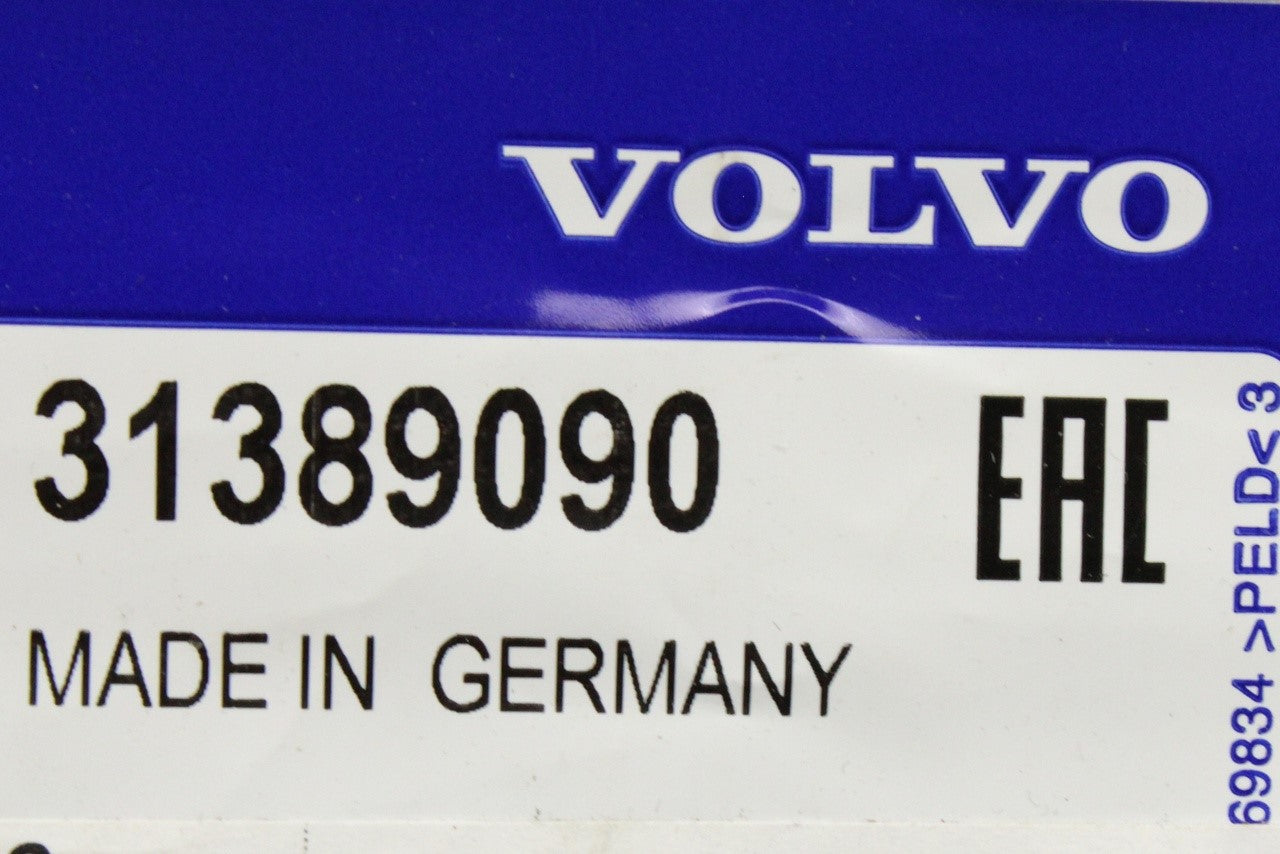 VOLVO
31389090
EAC
MADE IN GERMANY
69834 >PELD< 3